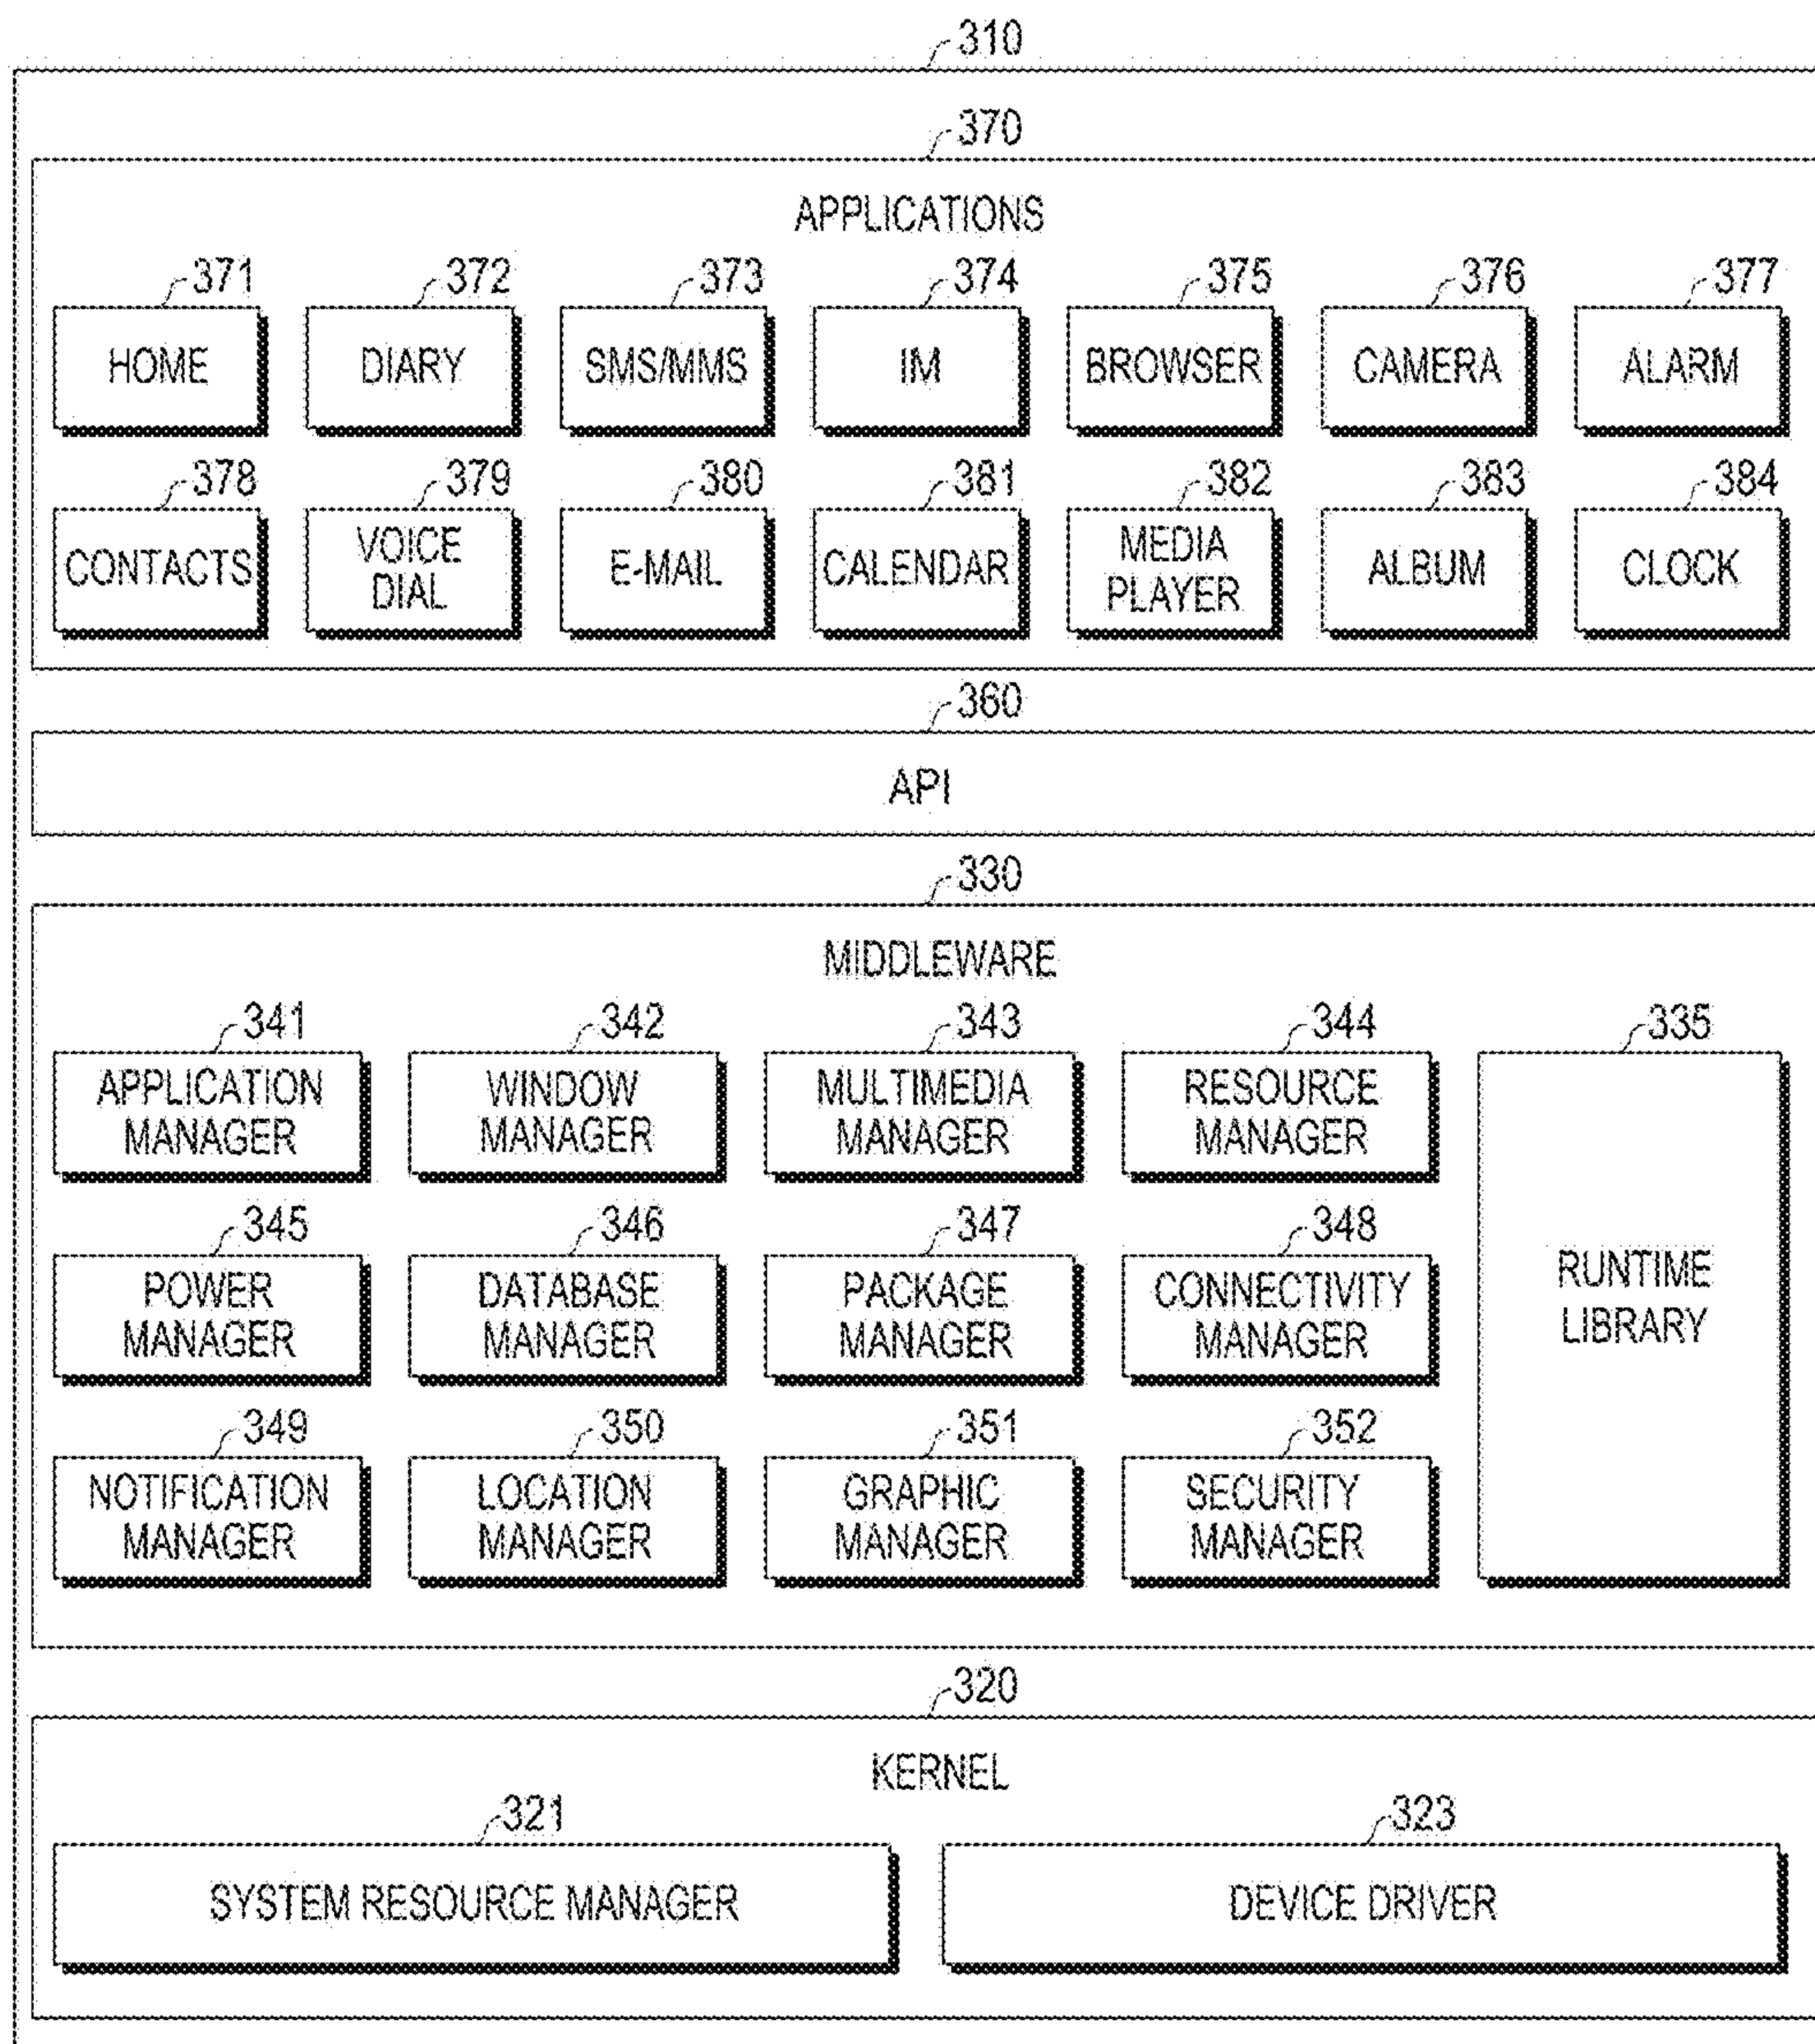 310
370
APPLICATIONS
371 372 373 374 375 376 377
HOME DIARY SMS/MMS IM BROWSER CAMERA ALARM
378 379 380 381 382 383 384
CONTACTS VOICE DIAL E-MAIL CALENDAR MEDIA PLAYER ALBUM CLOCK
360
API
330
MIDDLEWARE
341 342 343 344 335
APPLICATION MANAGER WINDOW MANAGER MULTIMEDIA MANAGER RESOURCE MANAGER
345 346 347 348
POWER MANAGER DATABASE MANAGER PACKAGE MANAGER CONNECTIVITY MANAGER RUNTIME LIBRARY
349 350 351 352
NOTIFICATION MANAGER LOCATION MANAGER GRAPHIC MANAGER SECURITY MANAGER
320
KERNEL
321 323
SYSTEM RESOURCE MANAGER DEVICE DRIVER